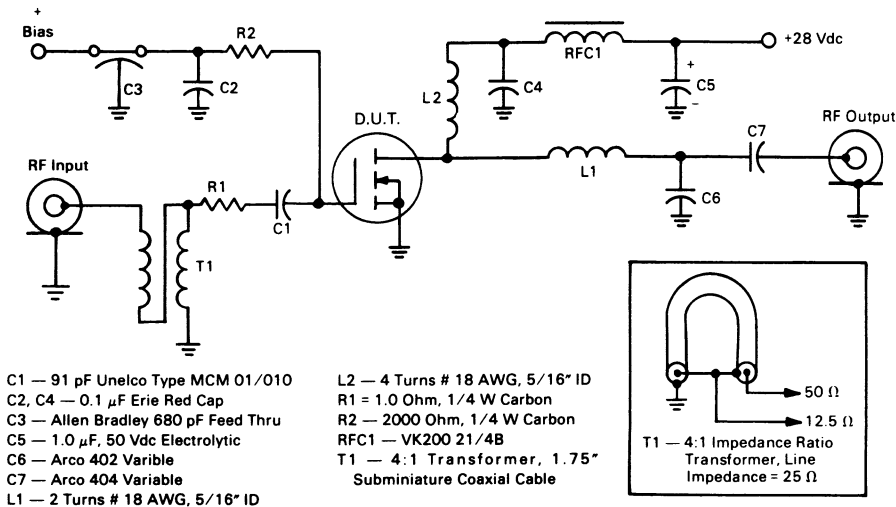 +
Bias
R2
C3
C2
RFC1
+28 Vdc
C4
+
C5
−
L2
D.U.T.
C7
RF Output
RF Input
R1
C1
L1
C6
T1
C1 — 91 pF Unelco Type MCM 01/010
C2, C4 — 0.1 μF Erie Red Cap
C3 — Allen Bradley 680 pF Feed Thru
C5 — 1.0 μF, 50 Vdc Electrolytic
C6 — Arco 402 Varible
C7 — Arco 404 Variable
L1 — 2 Turns # 18 AWG, 5/16" ID
L2 — 4 Turns # 18 AWG, 5/16" ID
R1 = 1.0 Ohm, 1/4 W Carbon
R2 — 2000 Ohm, 1/4 W Carbon
RFC1 — VK200 21/4B
T1 — 4:1 Transformer, 1.75"
Subminiature Coaxial Cable
50 Ω
12.5 Ω
T1 — 4:1 Impedance Ratio
Transformer, Line
Impedance = 25 Ω